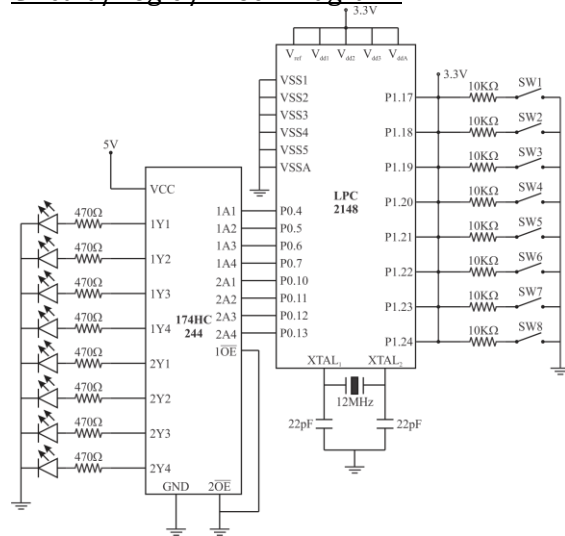 3.3V
Vref Vdd1 Vdd2 Vdd3 VddA
VSS1
VSS2
VSS3
VSS4
VSS5
VSSA
LPC
2148
P1.17
P1.18
P1.19
P1.20
P1.21
P1.22
P1.23
P1.24
3.3V
10KΩ SW1
10KΩ SW2
10KΩ SW3
10KΩ SW4
10KΩ SW5
10KΩ SW6
10KΩ SW7
10KΩ SW8
P0.4
P0.5
P0.6
P0.7
P0.10
P0.11
P0.12
P0.13
XTAL1 XTAL2
12MHz
22pF 22pF
5V
VCC
1Y1
1Y2
1Y3
1Y4
2Y1
2Y2
2Y3
2Y4
174HC
244
1A1
1A2
1A3
1A4
2A1
2A2
2A3
2A4
1OE
GND 2OE
470Ω
470Ω
470Ω
470Ω
470Ω
470Ω
470Ω
470Ω